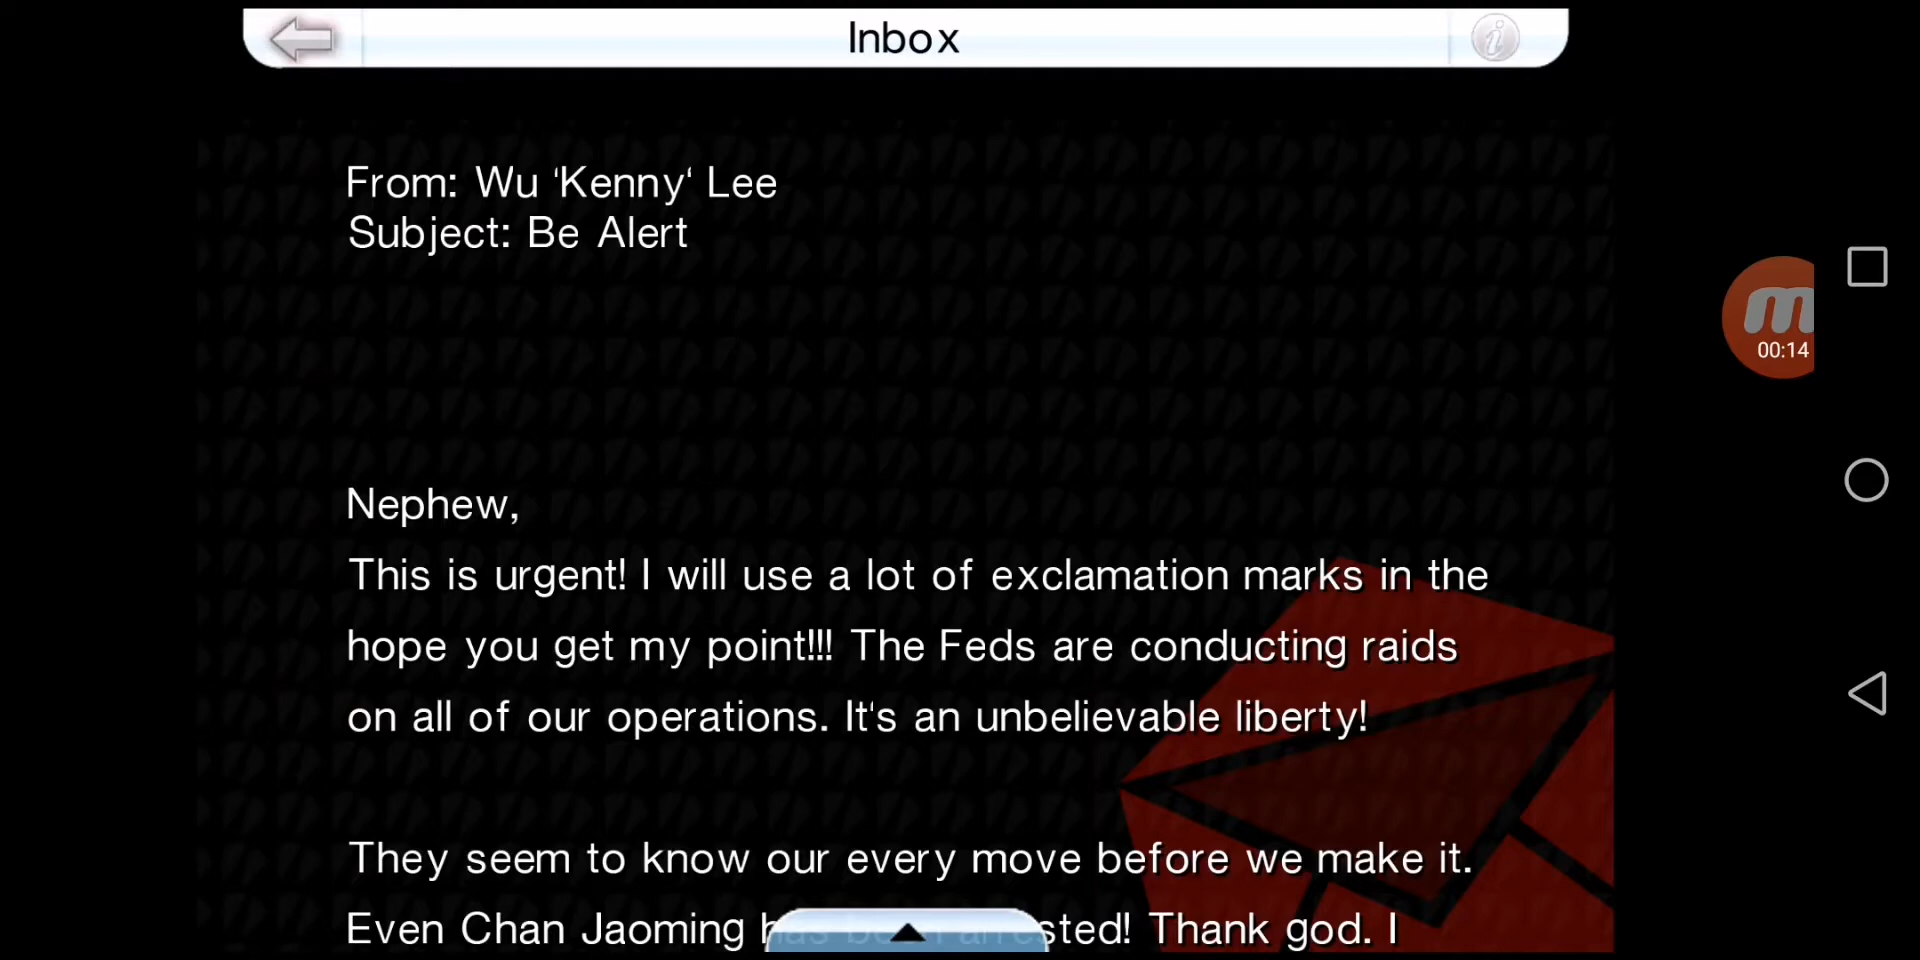 Inbox
From: Wu ‘Kenny‘ Lee
Subject: Be Alert
00:14
Nephew,
This is urgent! I will use a lot of exclamation marks in the
hope you get my point!!! The Feds are conducting raids
on all of our operations. It's an unbelievable liberty!
They seem to know our every move before we make it.
Even Chan Jaoming has been arrested! Thank god. I